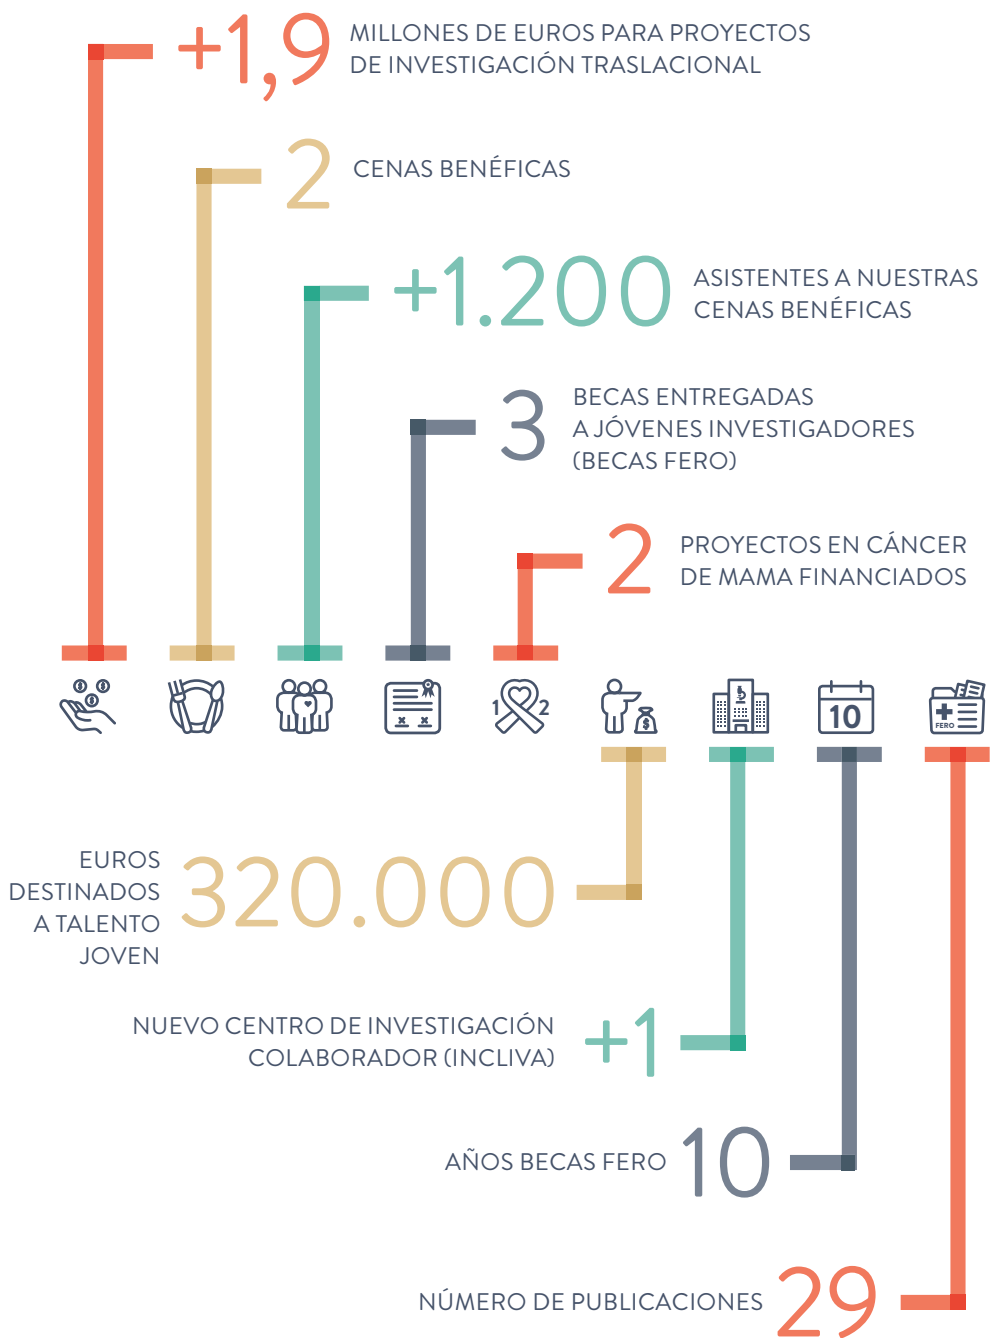 +1,9
MILLONES DE EUROS PARA PROYECTOS
DE INVESTIGACIÓN TRASLACIONAL
2
CENAS BENÉFICAS
+1.200
ASISTENTES A NUESTRAS
CENAS BENÉFICAS
3
BECAS ENTREGADAS
A JÓVENES INVESTIGADORES
(BECAS FERO)
2
PROYECTOS EN CÁNCER
DE MAMA FINANCIADOS
1 2
10
FERO
EUROS
DESTINADOS
A TALENTO
JOVEN
320.000
NUEVO CENTRO DE INVESTIGACIÓN
COLABORADOR (INCLIVA)
+1
AÑOS BECAS FERO
10
NÚMERO DE PUBLICACIONES
29